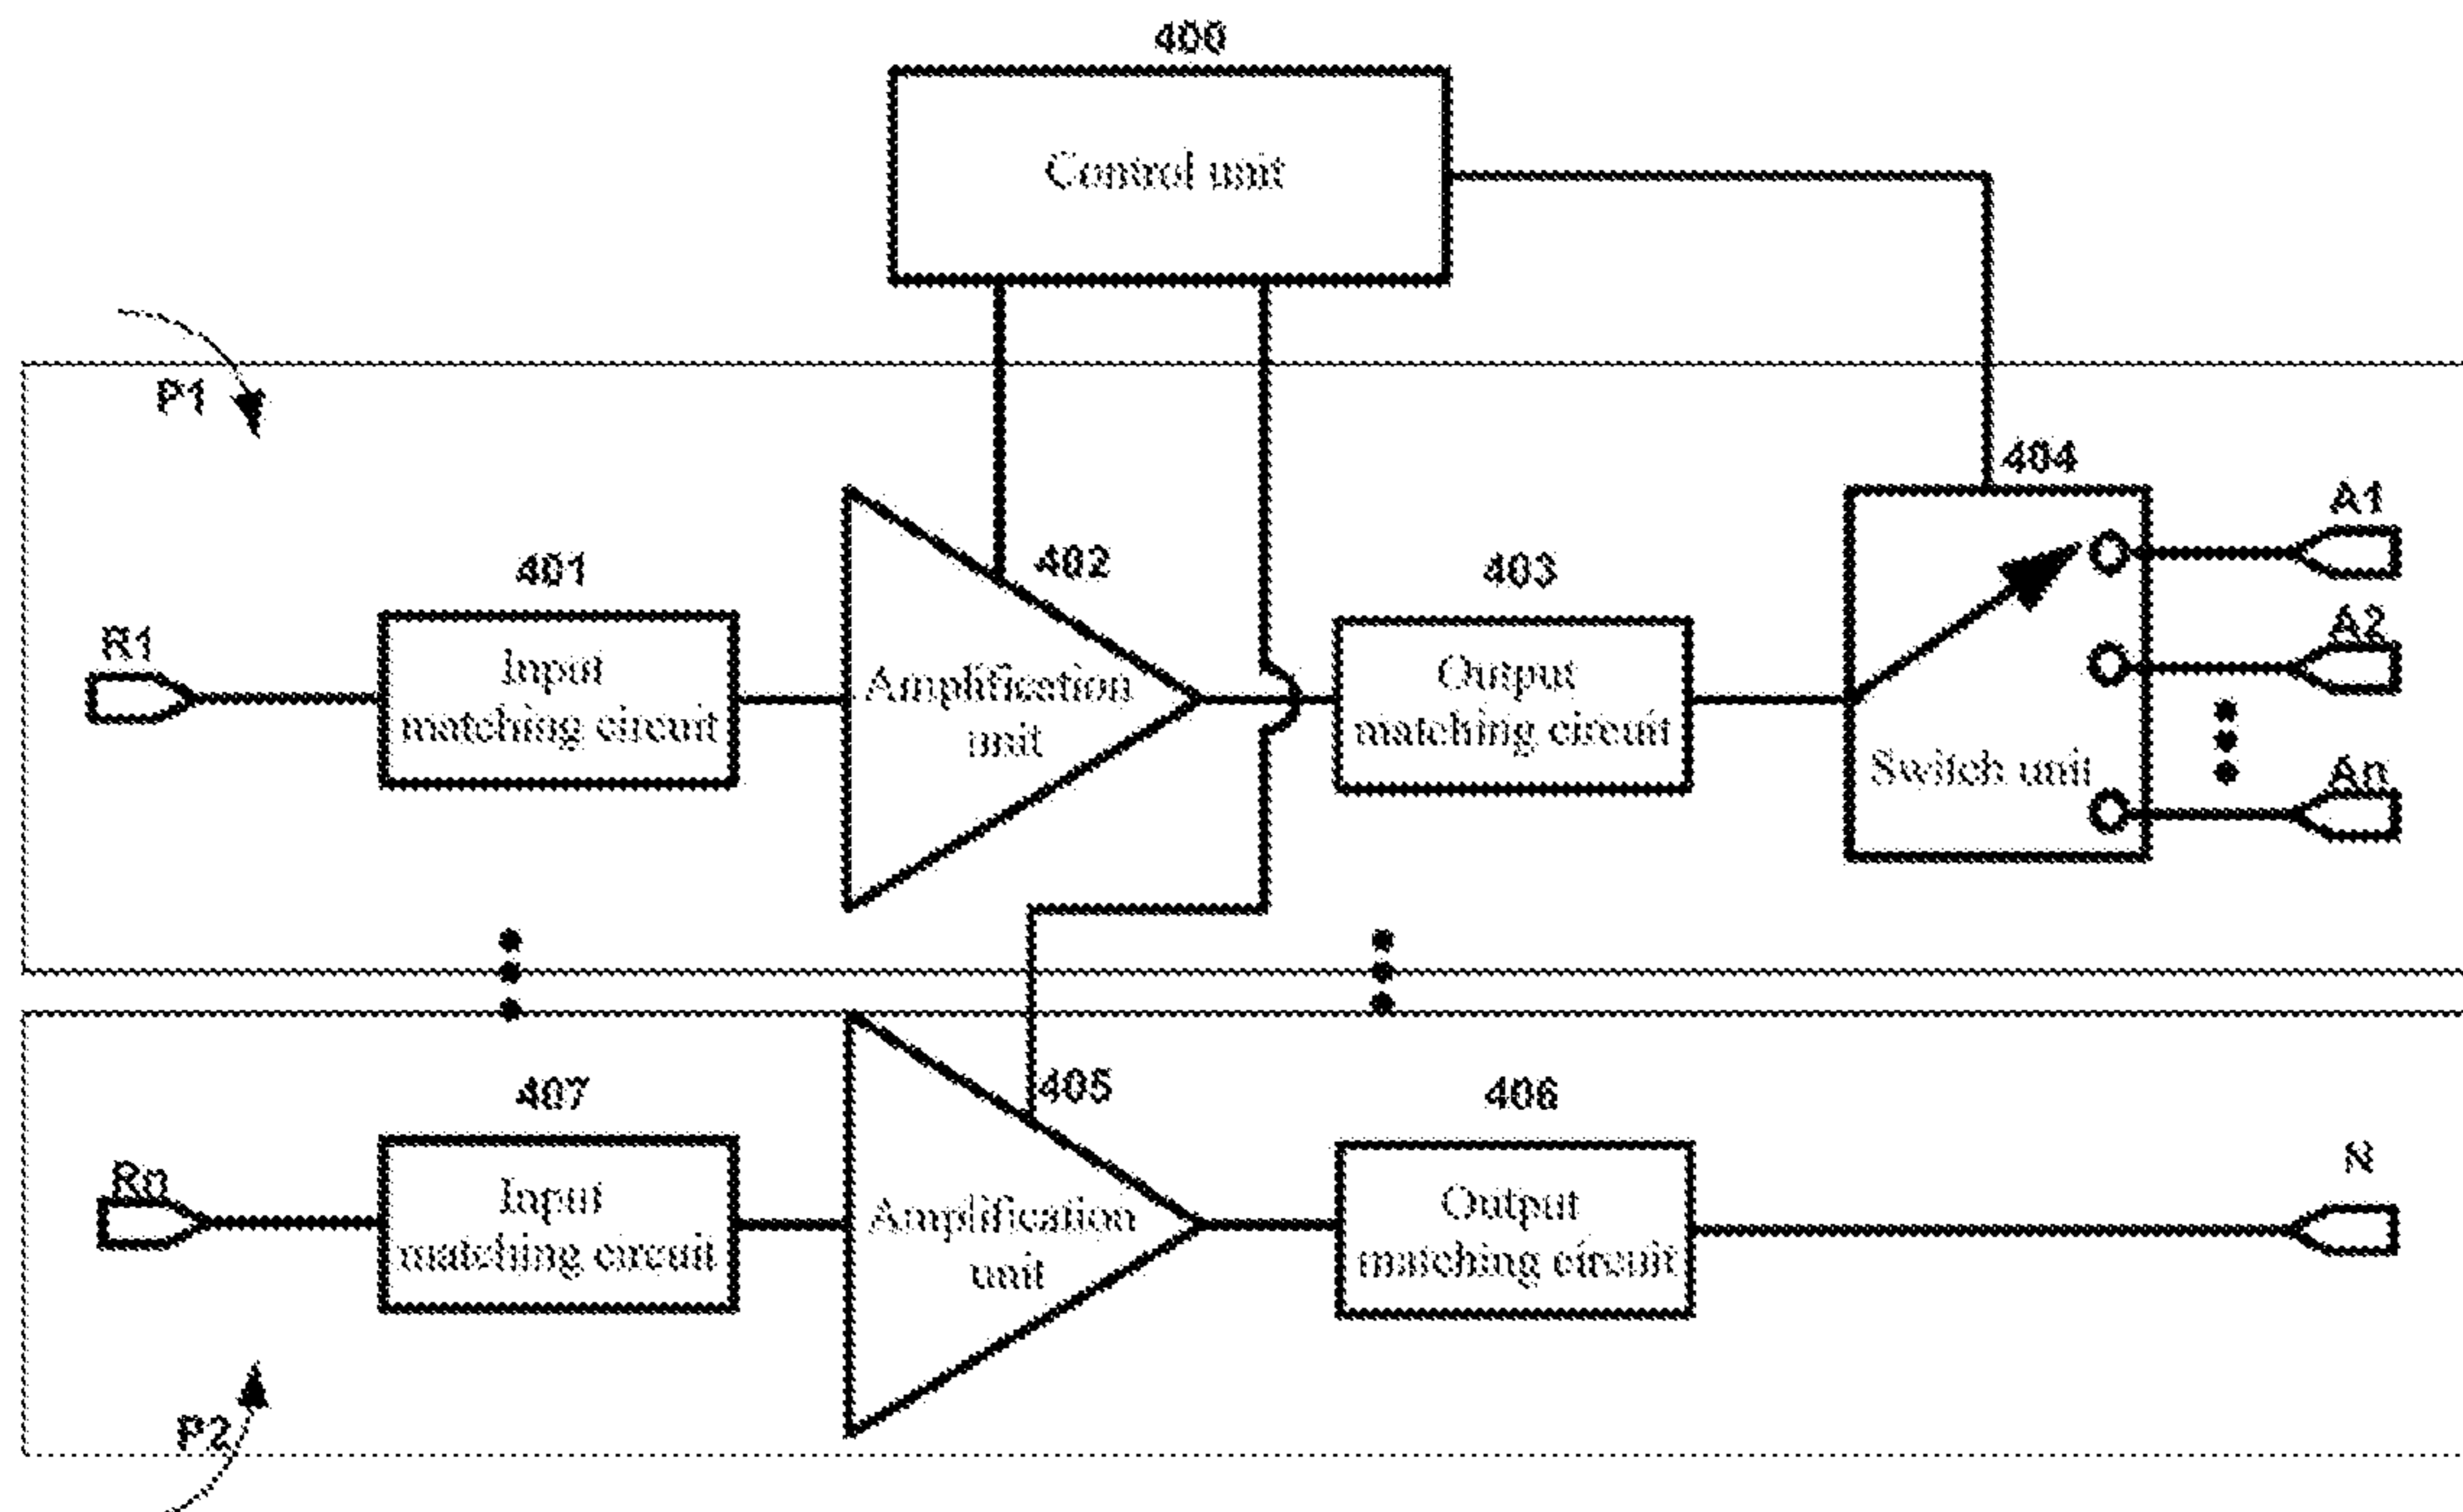 400
Control unit
P1
404
A1
401
402
403
R1
Input
matching circuit
Amplification
unit
Output
matching circuit
A2
Switch unit
An
407
405
406
Rn
Input
matching circuit
Amplification
unit
Output
matching circuit
N
P2